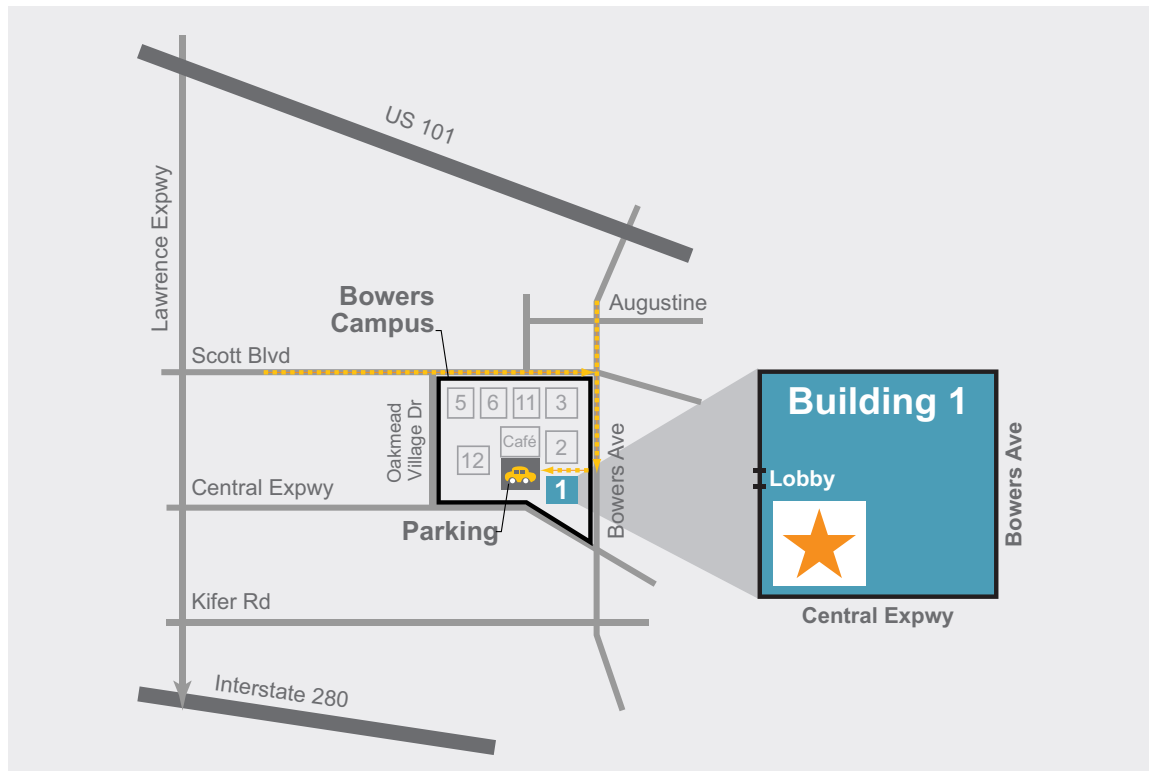 US 101
Lawrence Expwy
Bowers
Campus
Augustine
Scott Blvd
Building 1
5
6
11
3
Oakmead
Village Dr
Café
2
12
Bowers Ave
Bowers Ave
Lobby
Central Expwy
1
Parking
Kifer Rd
Central Expwy
Interstate 280